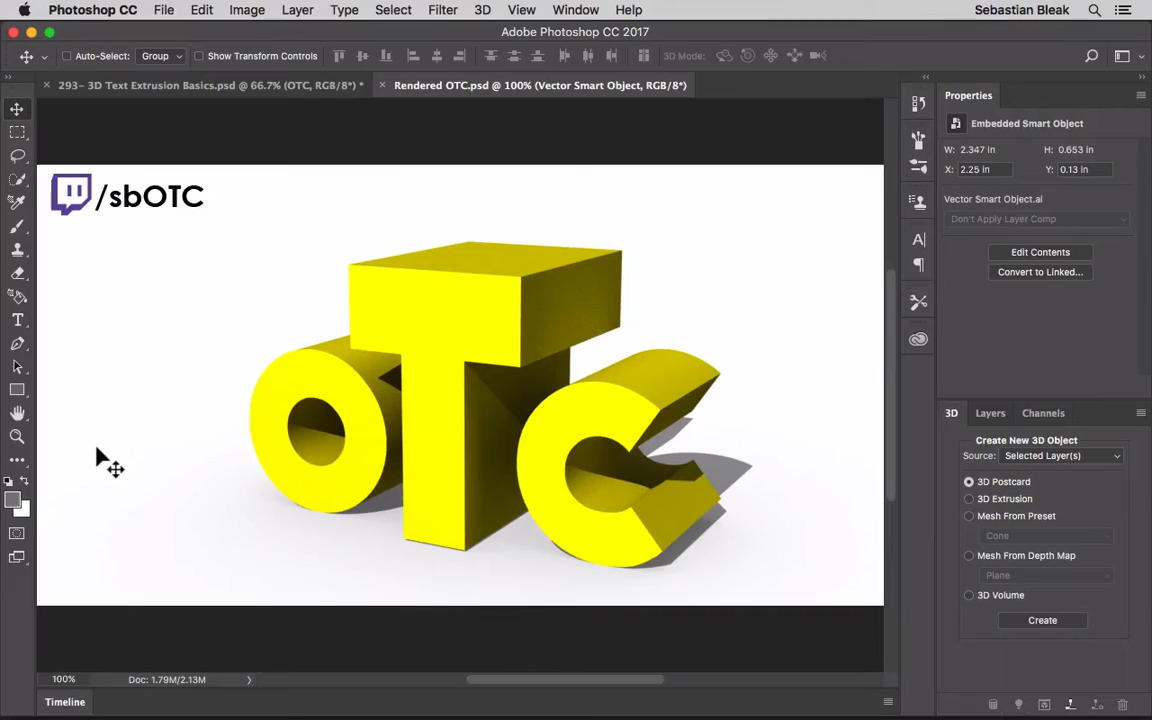 Photoshop CC File Edit Image Layer Type Select Filter 3D View Window Help Sebastian Bleak
Adobe Photoshop CC 2017
Auto-Select: Group Show Transform Controls 3D Mode:
293- 3D Text Extrusion Basics.psd @ 66.7% (OTC, RGB/8*) * Rendered OTC.psd @ 100% (Vector Smart Object, RGB/8*)
/sbOTC
OTC
100% Doc: 1.79M/2.13M
Timeline
Properties
Embedded Smart Object
W: 2.347 in H: 0.653 in
X: 2.25 in Y: 0.13 in
Vector Smart Object.ai
Don't Apply Layer Comp
Edit Contents
Convert to Linked...
3D Layers Channels
Create New 3D Object
Source: Selected Layer(s)
3D Postcard
3D Extrusion
Mesh From Preset
Cone
Mesh From Depth Map
Plane
3D Volume
Create